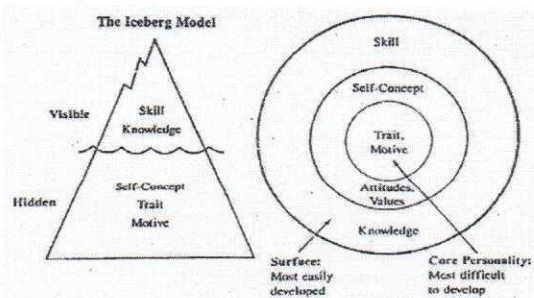 The Iceberg Model
Visible
Skill
Knowledge
Hidden
Self-Concept
Trait
Motive
Skill
Self-Concept
Trait,
Motive
Attitudes,
Values
Knowledge
Surface:
Most easily
developed
Core Personality:
Most difficult
to develop